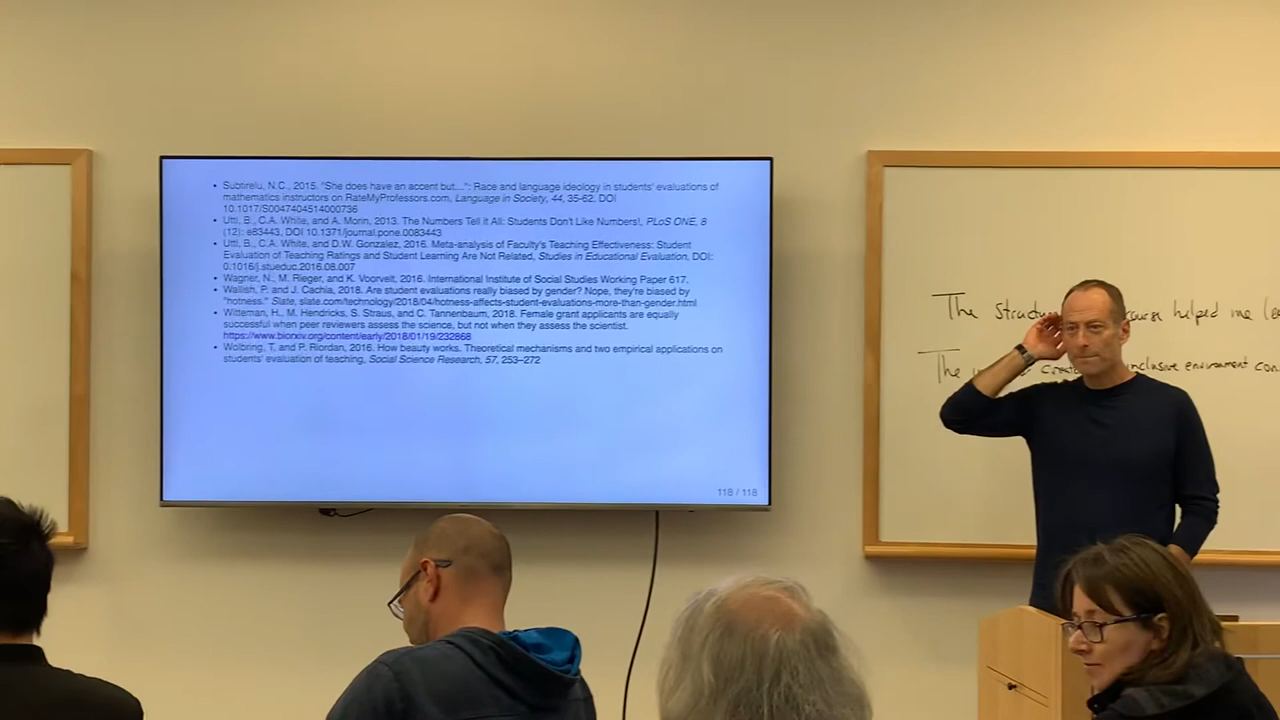 • Subtirelu, N.C., 2015. "She does have an accent but...": Race and language ideology in students' evaluations of
mathematics instructors on RateMyProfessors.com, Language in Society, 44, 35-62. DOI
10.1017/S0047404514000736
• Uttl, B., C.A. White, and A. Morin, 2013. The Numbers Tell it All: Students Don't Like Numbers!, PLoS ONE, 8
(12): e83443, DOI 10.1371/journal.pone.0083443
• Uttl, B., C.A. White, and D.W. Gonzalez, 2016. Meta-analysis of Faculty's Teaching Effectiveness: Student
Evaluation of Teaching Ratings and Student Learning Are Not Related, Studies in Educational Evaluation, DOI:
0.1016/j.stueduc.2016.08.007
• Wagner, N., M. Rieger, and K. Voorvelt, 2016. International Institute of Social Studies Working Paper 617.
• Wallish, P. and J. Cachia, 2018. Are student evaluations really biased by gender? Nope, they're biased by
"hotness." Slate, slate.com/technology/2018/04/hotness-affects-student-evaluations-more-than-gender.html
• Witteman, H., M. Hendricks, S. Straus, and C. Tannenbaum, 2018. Female grant applicants are equally
successful when peer reviewers assess the science, but not when they assess the scientist.
https://www.biorxiv.org/content/early/2018/01/19/232868
• Wolbring, T., and P. Riordan, 2016. How beauty works. Theoretical mechanisms and two empirical applications on
students' evaluation of teaching, Social Science Research, 57, 253–272
118 / 118
The Structu course helped me
The inclusive environment